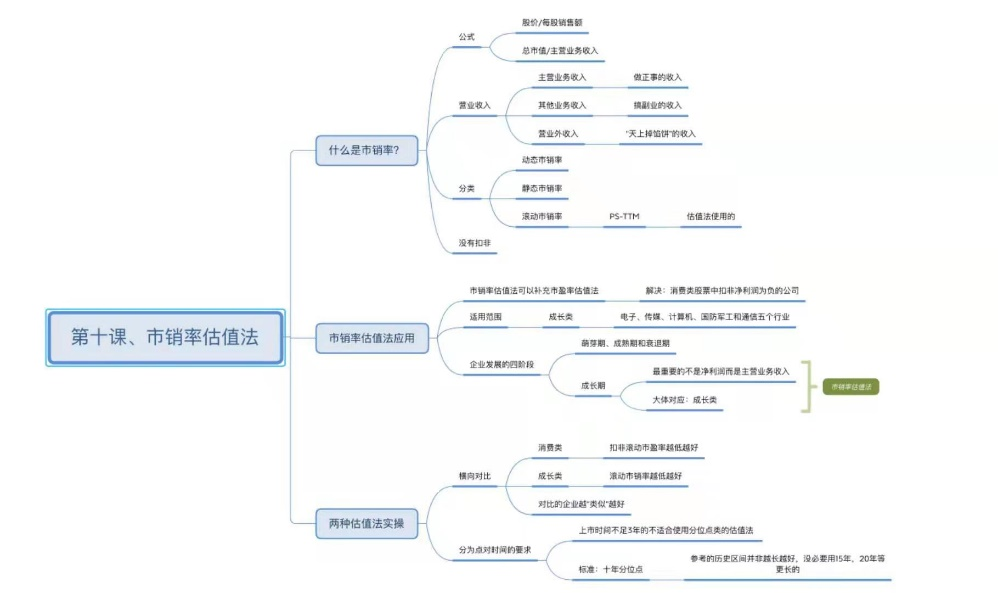 第十课、市销率估值法
什么是市销率？
公式
股价/每股销售额
总市值/主营业务收入
营业收入
主营业务收入
做正事的收入
其他业务收入
搞副业的收入
营业外收入
"天上掉馅饼"的收入
分类
动态市销率
静态市销率
滚动市销率
PS-TTM
估值法使用的
没有扣非
市销率估值法应用
市销率估值法可以补充市盈率估值法
解决：消费类股票中扣非净利润为负的公司
适用范围
成长类
电子、传媒、计算机、国防军工和通信五个行业
企业发展的四阶段
萌芽期、成熟期和衰退期
成长期
最重要的不是净利润而是主营业务收入
大体对应：成长类
市销率估值法
两种估值法实操
横向对比
消费类
扣非滚动市盈率越低越好
成长类
滚动市销率越低越好
对比的企业越"类似"越好
分为点对时间的要求
上市时间不足3年的不适合使用分位点类的估值法
标准：十年分位点
参考的历史区间并非越长越好，没必要用15年，20年等
更长的